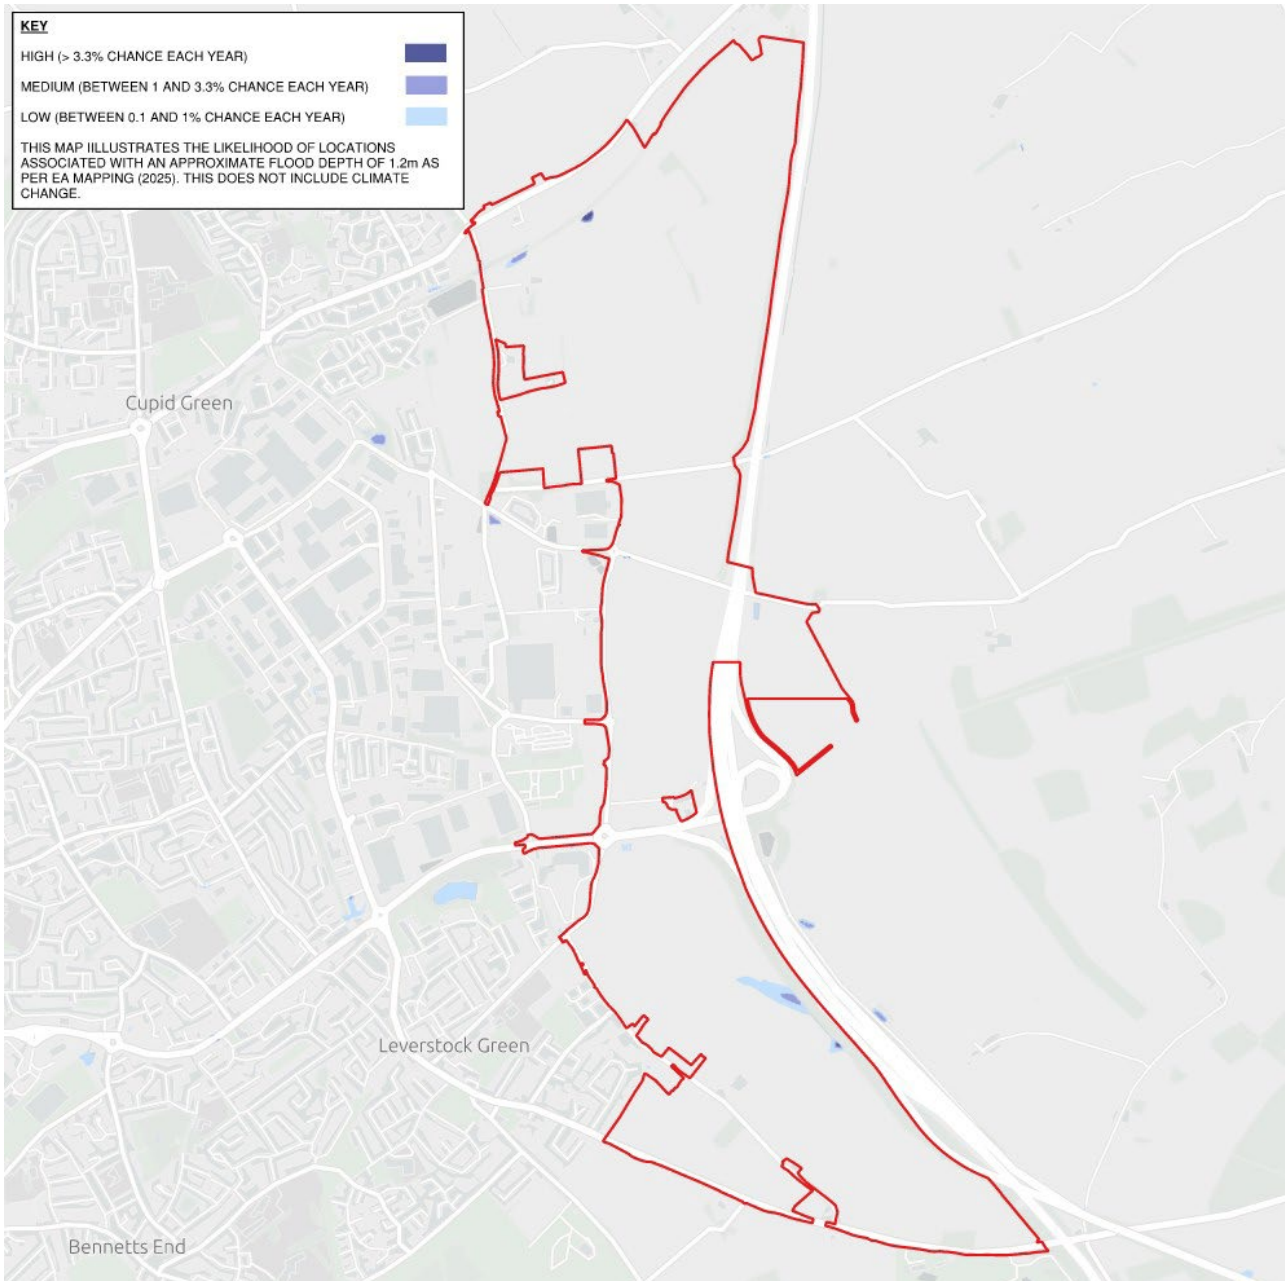 KEY
HIGH (> 3.3% CHANCE EACH YEAR)
MEDIUM (BETWEEN 1 AND 3.3% CHANCE EACH YEAR)
LOW (BETWEEN 0.1 AND 1% CHANCE EACH YEAR)
THIS MAP IILLUSTRATES THE LIKELIHOOD OF LOCATIONS
ASSOCIATED WITH AN APPROXIMATE FLOOD DEPTH OF 1.2m AS
PER EA MAPPING (2025). THIS DOES NOT INCLUDE CLIMATE
CHANGE.
Cupid Green
Leverstock Green
Bennetts End